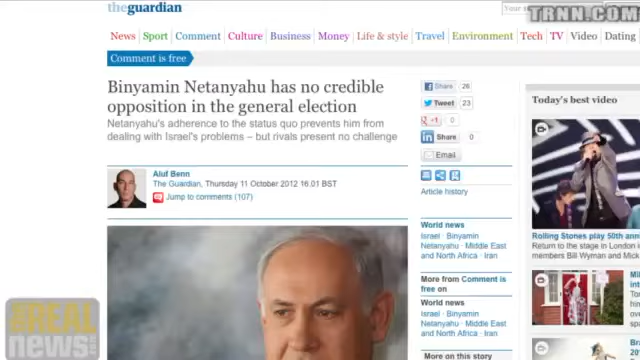 theguardian
Your
TRNN.COM
News Sport Comment Culture Business Money Life & style Travel Environment Tech TV Video Dating
Comment is free
Binyamin Netanyahu has no credible
opposition in the general election
Netanyahu's adherence to the status quo prevents him from
dealing with Israel's problems – but rivals present no challenge
Aluf Benn
The Guardian, Thursday 11 October 2012 16.01 BST
Jump to comments (107)
Share 26
Tweet 23
+1 0
Share 0
Email
Article history
World news
Israel · Binyamin
Netanyahu · Middle East
and North Africa · Iran
More from Comment is
free on
World news
Israel · Binyamin
Netanyahu · Middle East
and North Africa · Iran
More on this story
Today's best video
Rolling Stones play 50th
Return to the stage in London
members Bill Wyman and Mick
THE REAL
news.com